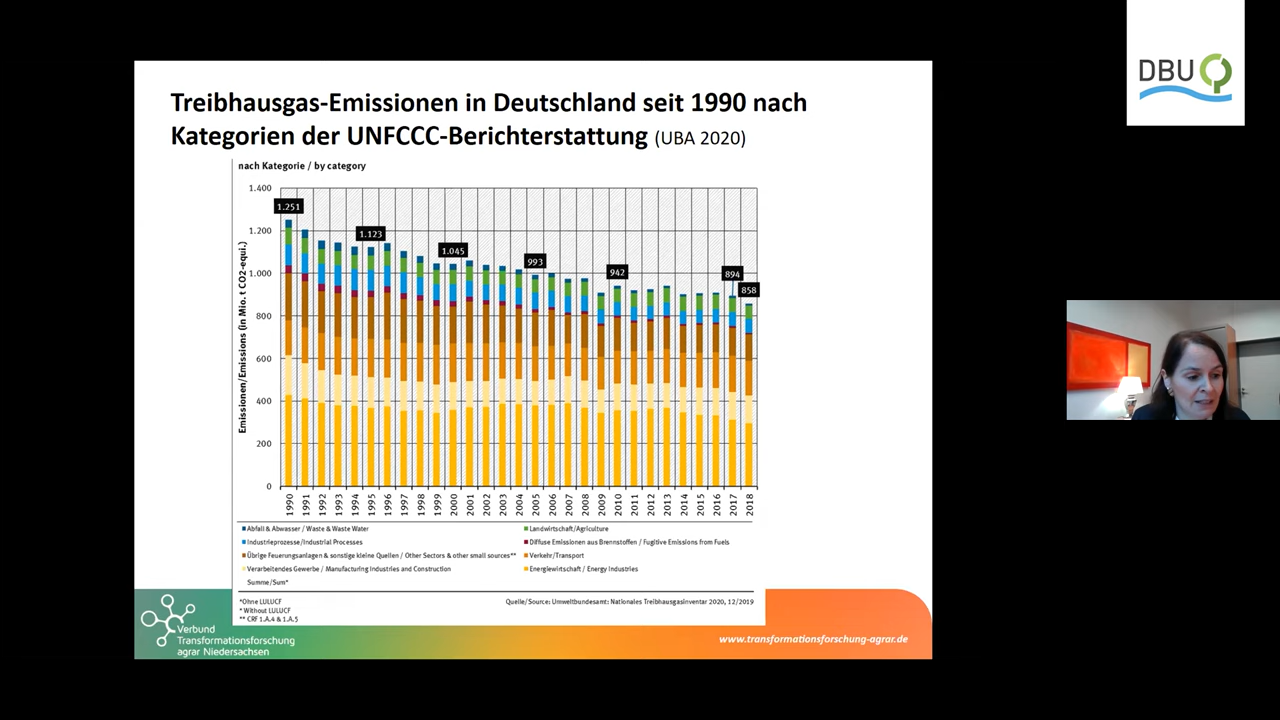 DBU
Treibhausgas-Emissionen in Deutschland seit 1990 nach
Kategorien der UNFCCC-Berichterstattung (UBA 2020)
nach Kategorie / by category
Emissionen/Emissions (in Mio. t CO2-equi.)
1.400
1.200
1.000
800
600
400
200
0
1.251
1.123
1.045
993
942
894
858
1990
1991
1992
1993
1994
1995
1996
1997
1998
1999
2000
2001
2002
2003
2004
2005
2006
2007
2008
2009
2010
2011
2012
2013
2014
2015
2016
2017
2018
Abfall & Abwasser / Waste & Waste Water
Landwirtschaft/Agriculture
Industrieprozesse/Industrial Processes
Diffuse Emissionen aus Brennstoffen / Fugitive Emissions from Fuels
Übrige Feuerungsanlagen & sonstige kleine Quellen / Other Sectors & other small sources**
Verkehr/Transport
Verarbeitendes Gewerbe / Manufacturing Industries and Construction
Energiewirtschaft / Energy Industries
Summe/Sum*
*Ohne LULUCF
* Without LULUCF
** CRF 1.A.4 & 1.A.5
Quelle/Source: Umweltbundesamt: Nationales Treibhausgasinventar 2020, 12/2019
Verbund
Transformationsforschung
agrar Niedersachsen
www.transformationsforschung-agrar.de